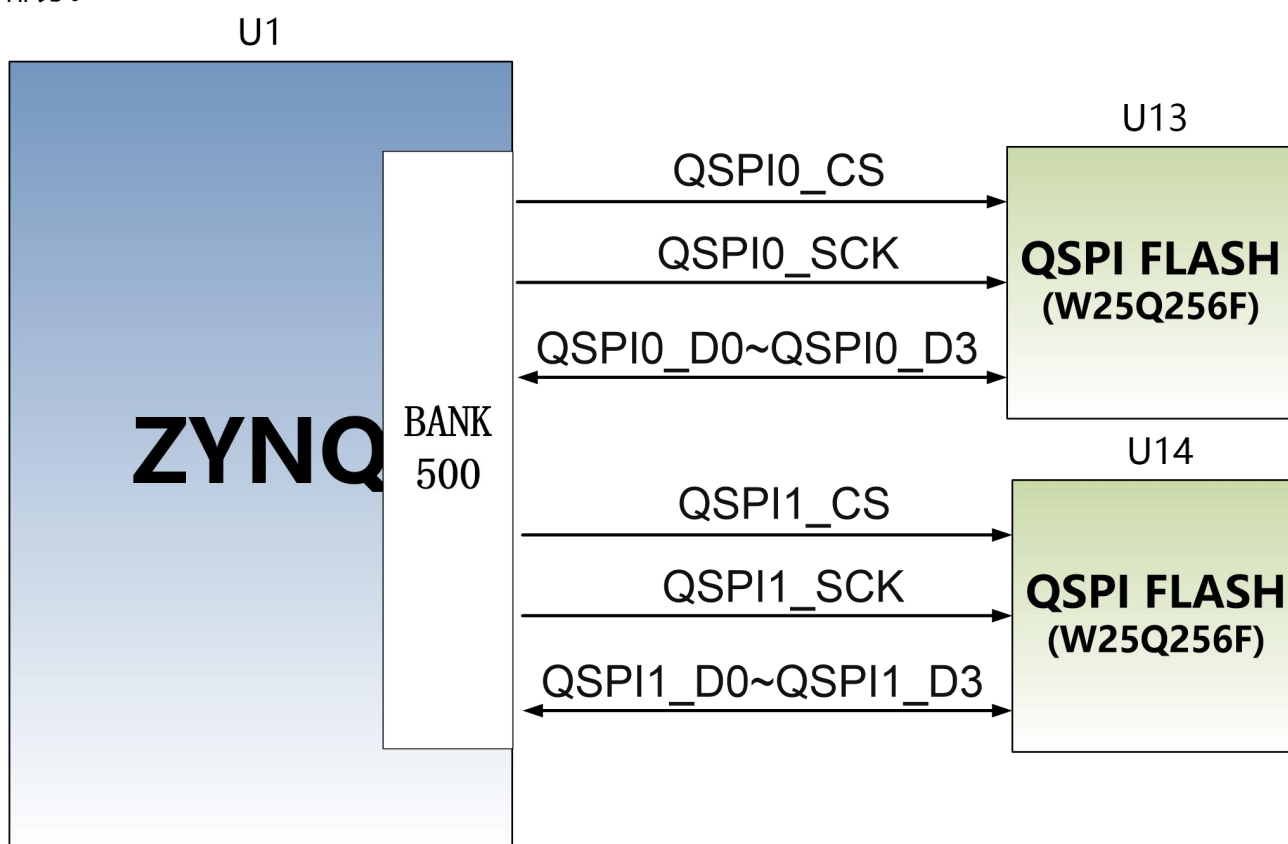 U1
U13
QSPI0_CS
QSPI0_SCK
QSPI0_D0~QSPI0_D3
QSPI FLASH
(W25Q256F)
ZYNQ
BANK
500
U14
QSPI1_CS
QSPI1_SCK
QSPI1_D0~QSPI1_D3
QSPI FLASH
(W25Q256F)